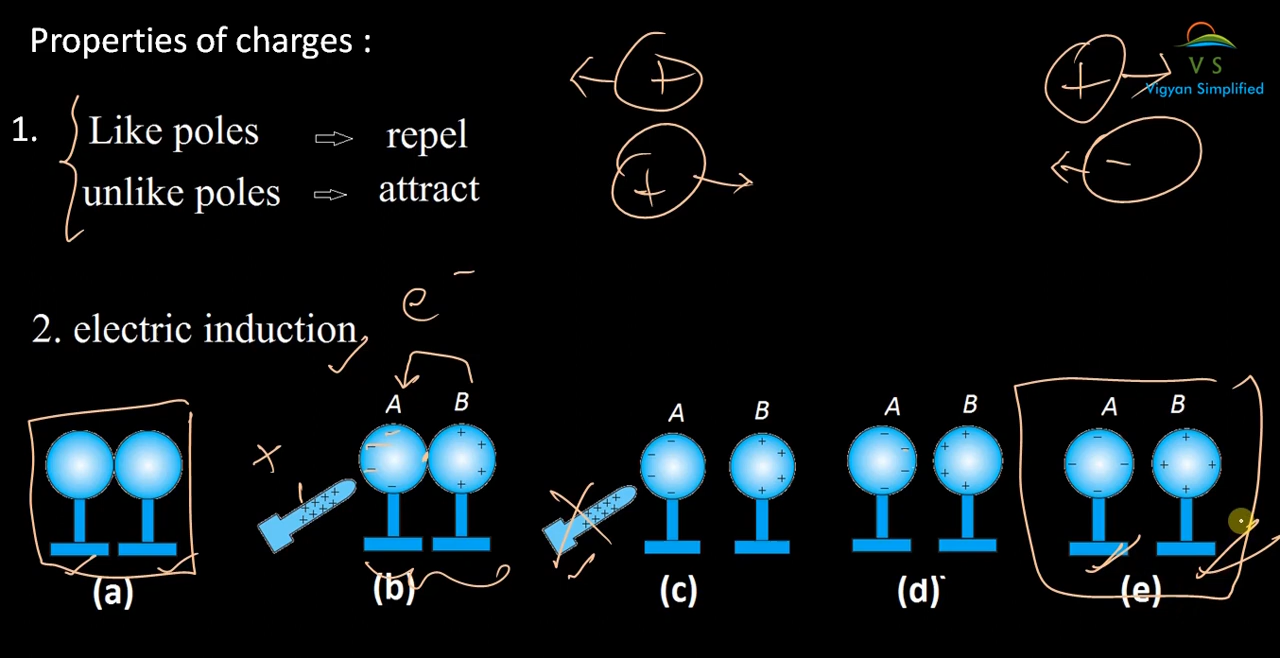 Properties of charges :
V S
Vigyan Simplified
+ +
1. Like poles ⇨ repel
unlike poles ⇨ attract
+ -
e⁻
2. electric induction,
A B A B A B A B
(a) (b) (c) (d) (e)